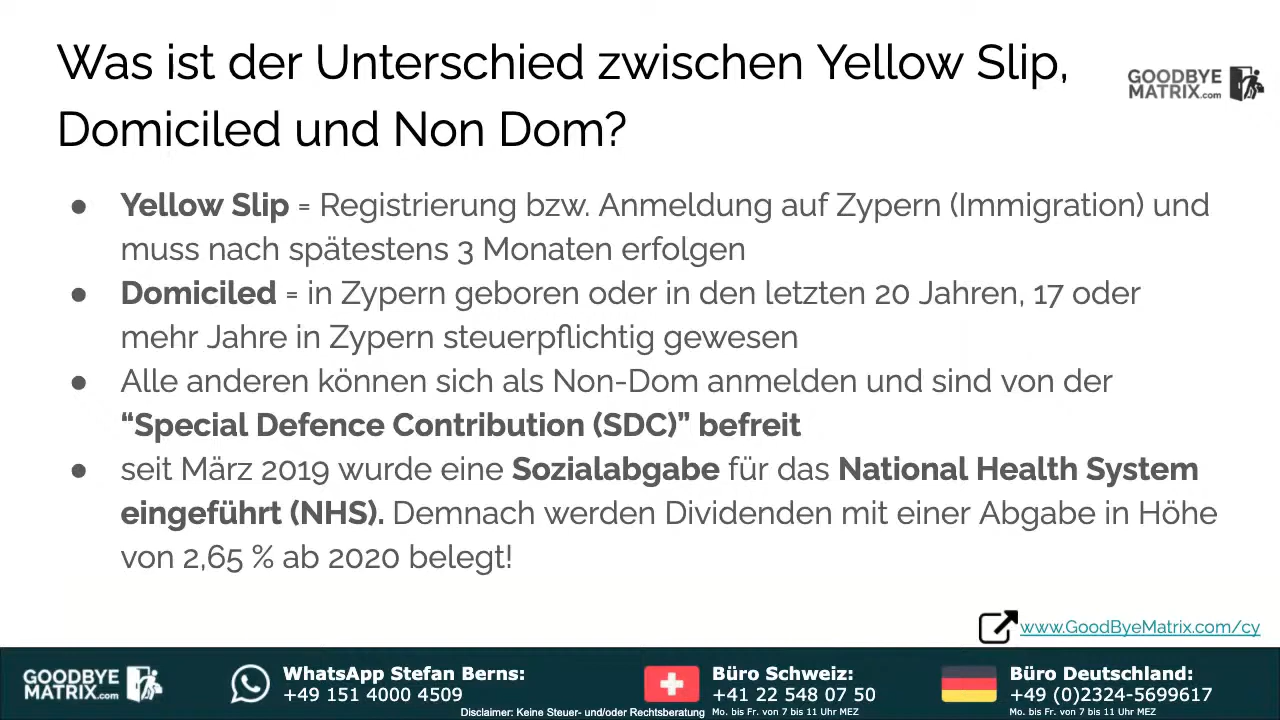 Was ist der Unterschied zwischen Yellow Slip,
Domiciled und Non Dom?
GOODBYE
MATRIX.com
● Yellow Slip = Registrierung bzw. Anmeldung auf Zypern (Immigration) und
muss nach spätestens 3 Monaten erfolgen
● Domiciled = in Zypern geboren oder in den letzten 20 Jahren, 17 oder
mehr Jahre in Zypern steuerpflichtig gewesen
● Alle anderen können sich als Non-Dom anmelden und sind von der
“Special Defence Contribution (SDC)” befreit
● seit März 2019 wurde eine Sozialabgabe für das National Health System
eingeführt (NHS). Demnach werden Dividenden mit einer Abgabe in Höhe
von 2,65 % ab 2020 belegt!
www.GoodByeMatrix.com/cy
GOODBYE
MATRIX.com
WhatsApp Stefan Berns:
+49 151 4000 4509
Disclaimer: Keine Steuer- und/oder Rechtsberatung
Büro Schweiz:
+41 22 548 07 50
Mo. bis Fr. von 7 bis 11 Uhr MEZ
Büro Deutschland:
+49 (0)2324-5699617
Mo. bis Fr. von 7 bis 11 Uhr MEZ